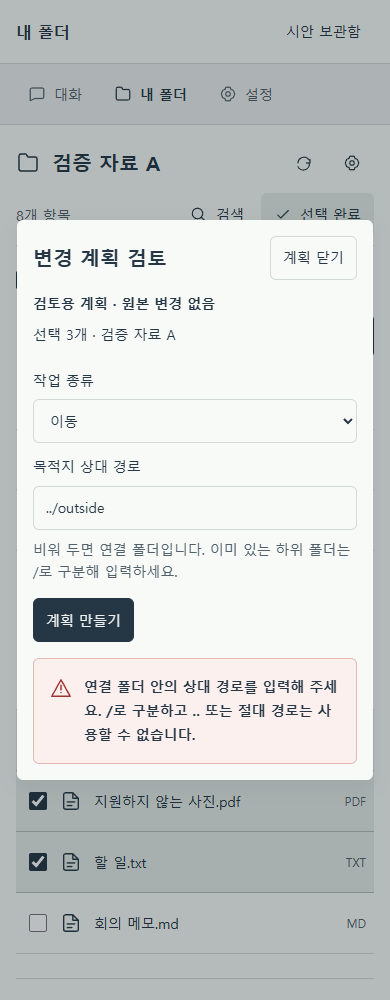 내 폴더
시안 보관함
대화
내 폴더
설정
검증 자료 A
8개 항목
검색
선택 완료
변경 계획 검토
계획 닫기
검토용 계획 · 원본 변경 없음
선택 3개 · 검증 자료 A
작업 종류
이동
목적지 상대 경로
../outside
비워 두면 연결 폴더입니다. 이미 있는 하위 폴더는
/로 구분해 입력하세요.
계획 만들기
연결 폴더 안의 상대 경로를 입력해 주세
요. /로 구분하고 .. 또는 절대 경로는 사
용할 수 없습니다.
지원하지 않는 사진.pdf
PDF
할 일.txt
TXT
회의 메모.md
MD